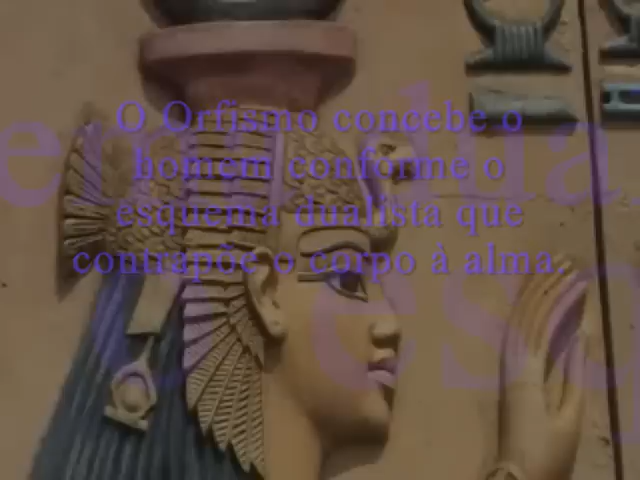 O Orfismo concebe o
homem conforme o
esquema dualista que
contrapõe o corpo à alma.